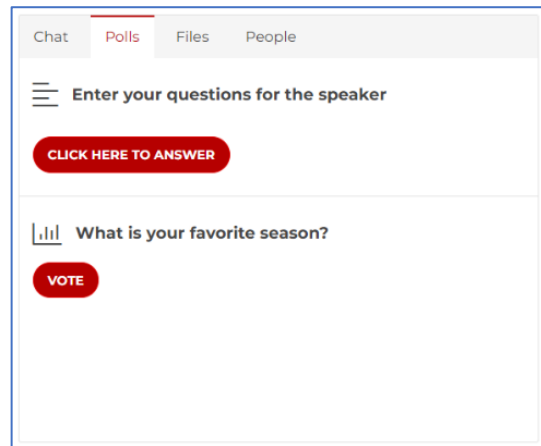 Chat Polls Files People
Enter your questions for the speaker
CLICK HERE TO ANSWER
What is your favorite season?
VOTE